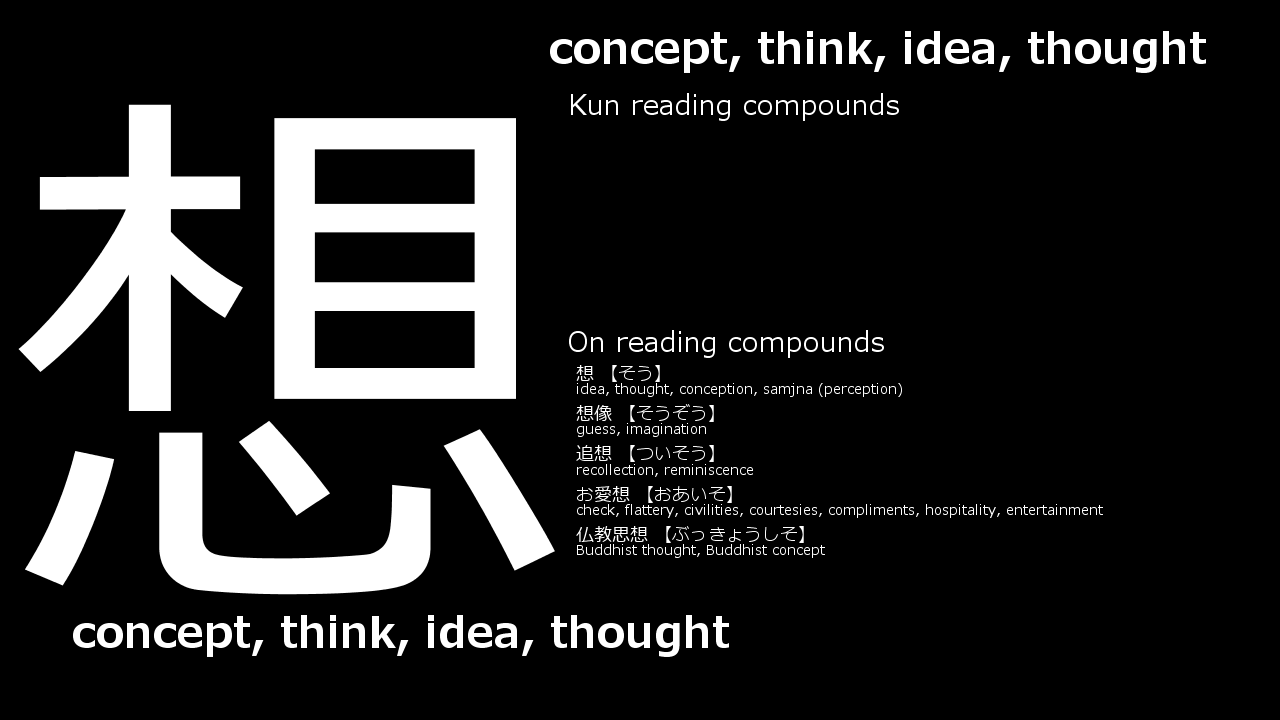 concept, think, idea, thought
Kun reading compounds
想
On reading compounds
想 【そう】
idea, thought, conception, samjna (perception)
想像 【そうぞう】
guess, imagination
追想 【ついそう】
recollection, reminiscence
お愛想 【おあいそ】
check, flattery, civilities, courtesies, compliments, hospitality, entertainment
仏教思想 【ぶっきょうしそ】
Buddhist thought, Buddhist concept
concept, think, idea, thought